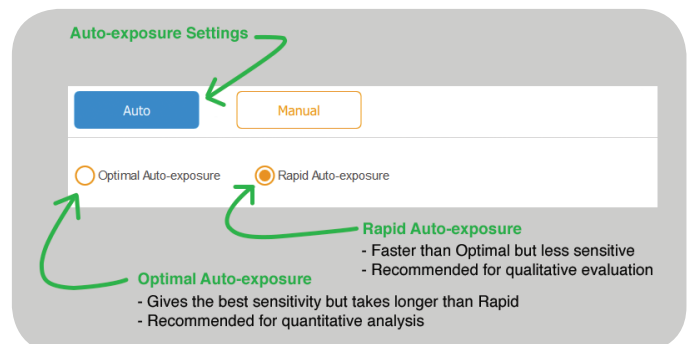 Auto-exposure Settings
Auto
Manual
Optimal Auto-exposure
Rapid Auto-exposure
Rapid Auto-exposure
- Faster than Optimal but less sensitive
- Recommended for qualitative evaluation
Optimal Auto-exposure
- Gives the best sensitivity but takes longer than Rapid
- Recommended for quantitative analysis